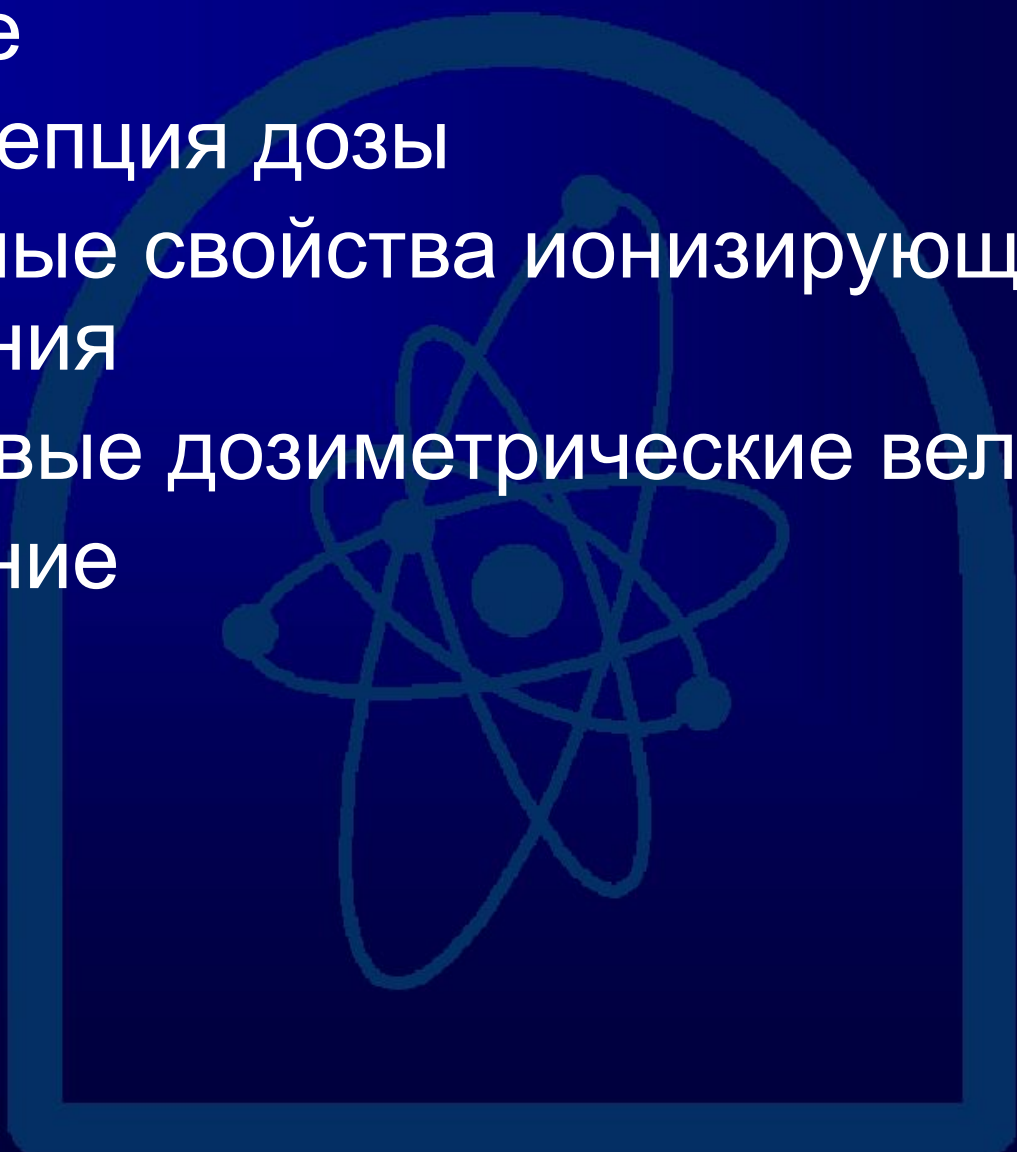 е
епция дозы
ные свойства ионизирующ
ния
вые дозиметрические вел
ние